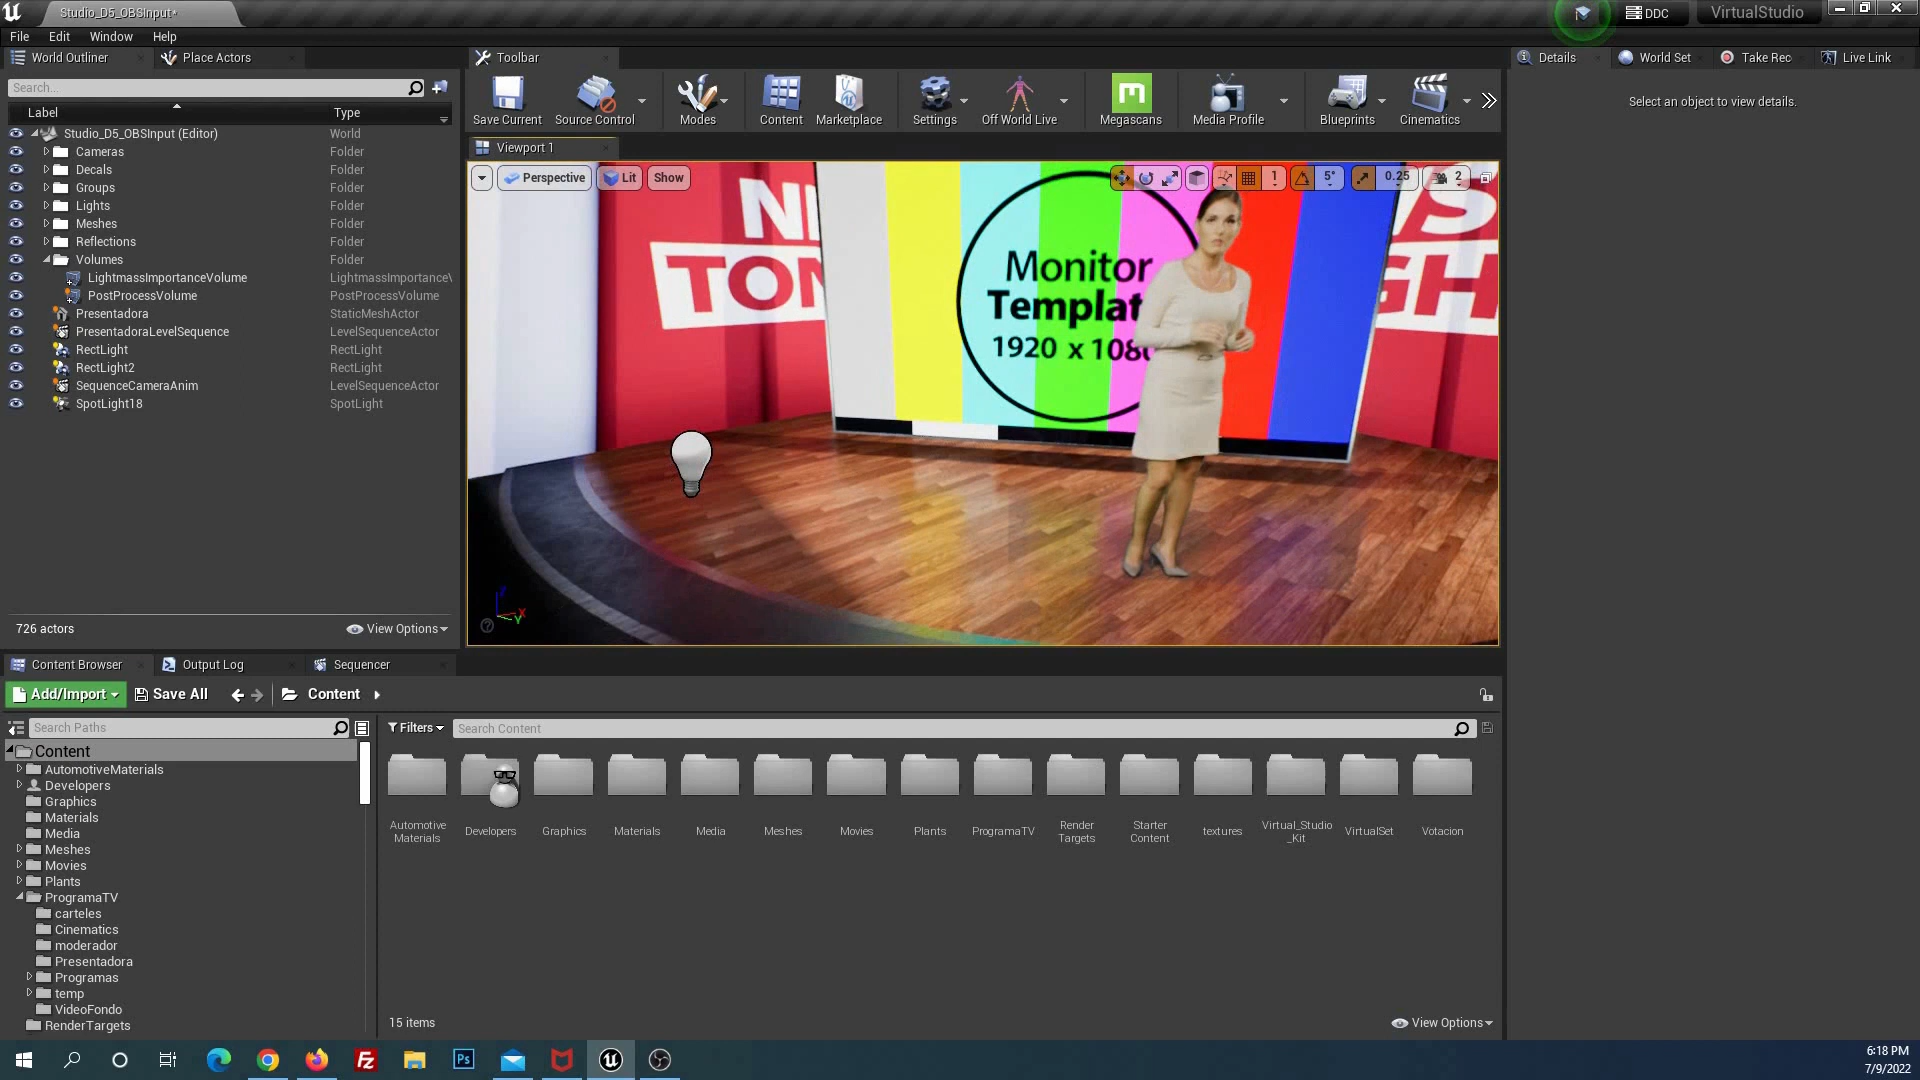 Studio_D5_OBSInput*
DDC
VirtualStudio
File Edit Window Help
World Outliner
Place Actors
Search...
Label Type
Studio_D5_OBSInput (Editor) World
Cameras Folder
Decals Folder
Groups Folder
Lights Folder
Meshes Folder
Reflections Folder
Volumes Folder
LightmassImportanceVolume LightmassImportanceV
PostProcessVolume PostProcessVolume
Presentadora StaticMeshActor
PresentadoraLevelSequence LevelSequenceActor
RectLight RectLight
RectLight2 RectLight
SequenceCameraAnim LevelSequenceActor
SpotLight18 SpotLight
726 actors
View Options
Toolbar
Save Current
Source Control
Modes
Content
Marketplace
Settings
Off World Live
Megascans
Media Profile
Blueprints
Cinematics
Viewport 1
Perspective
Lit
Show
1
5°
0.25
2
TON
Monitor
Templat
1920 x 108
GH
X
Y
Details
World Set
Take Rec
Live Link
Select an object to view details.
Content Browser
Output Log
Sequencer
Add/Import
Save All
Content
Search Paths
Content
AutomotiveMaterials
Developers
Graphics
Materials
Media
Meshes
Movies
Plants
ProgramaTV
carteles
Cinematics
moderador
Presentadora
Programas
temp
VideoFondo
RenderTargets
Filters
Search Content
Automotive
Materials
Developers
Graphics
Materials
Media
Meshes
Movies
Plants
ProgramaTV
Render
Targets
Starter
Content
textures
Virtual_Studio
_Kit
VirtualSet
Votacion
15 items
View Options
Fz
Ps
6:18 PM
7/9/2022